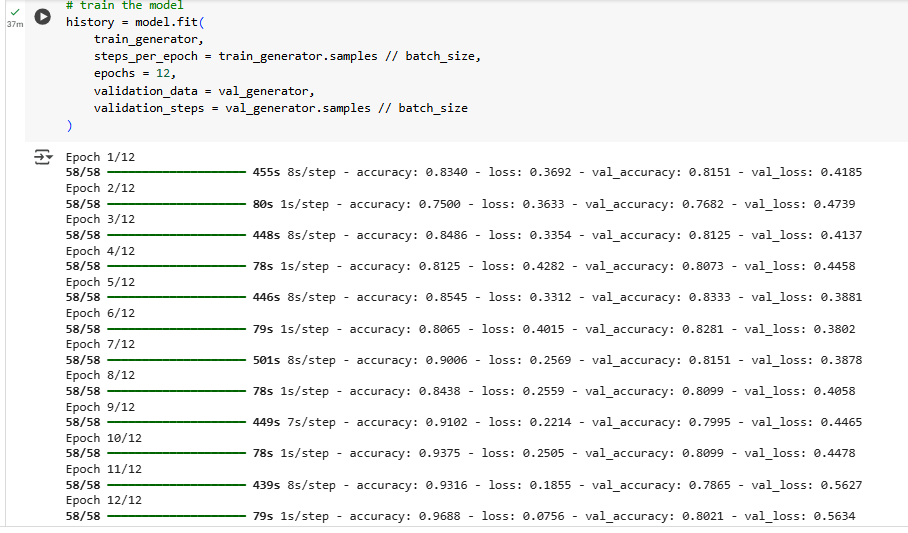 # train the model
37m
history = model.fit(
train_generator,
steps_per_epoch = train_generator.samples // batch_size,
epochs = 12,
validation_data = val_generator,
validation_steps = val_generator.samples // batch_size
)
Epoch 1/12
58/58 455s 8s/step - accuracy: 0.8340 - loss: 0.3692 - val_accuracy: 0.8151 - val_loss: 0.4185
Epoch 2/12
58/58 80s 1s/step - accuracy: 0.7500 - loss: 0.3633 - val_accuracy: 0.7682 - val_loss: 0.4739
Epoch 3/12
58/58 448s 8s/step - accuracy: 0.8486 - loss: 0.3354 - val_accuracy: 0.8125 - val_loss: 0.4137
Epoch 4/12
58/58 78s 1s/step - accuracy: 0.8125 - loss: 0.4282 - val_accuracy: 0.8073 - val_loss: 0.4458
Epoch 5/12
58/58 446s 8s/step - accuracy: 0.8545 - loss: 0.3312 - val_accuracy: 0.8333 - val_loss: 0.3881
Epoch 6/12
58/58 79s 1s/step - accuracy: 0.8065 - loss: 0.4015 - val_accuracy: 0.8281 - val_loss: 0.3802
Epoch 7/12
58/58 501s 8s/step - accuracy: 0.9006 - loss: 0.2569 - val_accuracy: 0.8151 - val_loss: 0.3878
Epoch 8/12
58/58 78s 1s/step - accuracy: 0.8438 - loss: 0.2559 - val_accuracy: 0.8099 - val_loss: 0.4058
Epoch 9/12
58/58 449s 7s/step - accuracy: 0.9102 - loss: 0.2214 - val_accuracy: 0.7995 - val_loss: 0.4465
Epoch 10/12
58/58 78s 1s/step - accuracy: 0.9375 - loss: 0.2505 - val_accuracy: 0.8099 - val_loss: 0.4478
Epoch 11/12
58/58 439s 8s/step - accuracy: 0.9316 - loss: 0.1855 - val_accuracy: 0.7865 - val_loss: 0.5627
Epoch 12/12
58/58 79s 1s/step - accuracy: 0.9688 - loss: 0.0756 - val_accuracy: 0.8021 - val_loss: 0.5634